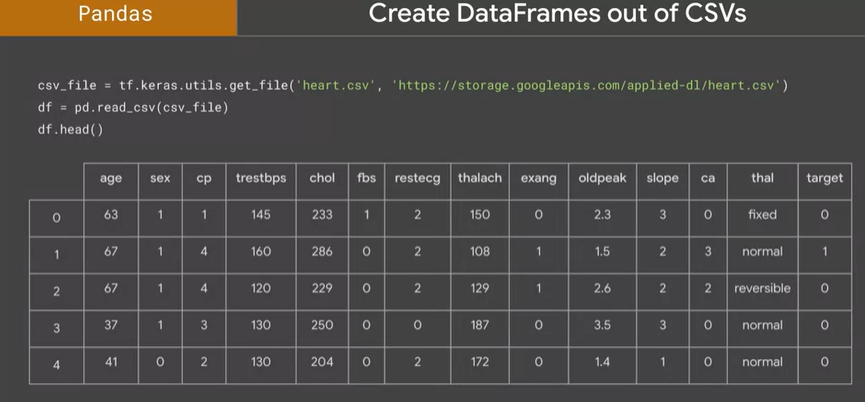 Pandas
Create DataFrames out of CSVs
csv_file = tf.keras.utils.get_file('heart.csv', 'https://storage.googleapis.com/applied-dl/heart.csv')
df = pd.read_csv(csv_file)
df.head()
age sex cp trestbps chol fbs restecg thalach exang oldpeak slope ca thal target
0 63 1 1 145 233 1 2 150 0 2.3 3 0 fixed 0
1 67 1 4 160 286 0 2 108 1 1.5 2 3 normal 1
2 67 1 4 120 229 0 2 129 1 2.6 2 2 reversible 0
3 37 1 3 130 250 0 0 187 0 3.5 3 0 normal 0
4 41 0 2 130 204 0 2 172 0 1.4 1 0 normal 0